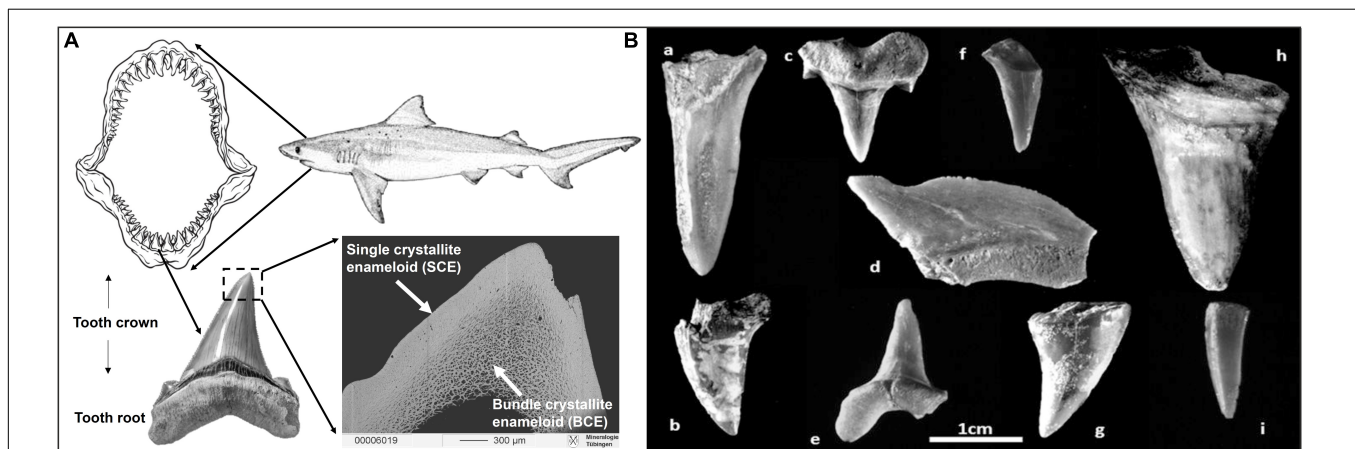 A
B
Single crystallite
enameloid (SCE)
Tooth crown
Tooth root
Bundle crystallite
enameloid (BCE)
00006019
300 µm
Mineralogie
Tübingen
a
c
f
h
d
b
e
g
i
1cm